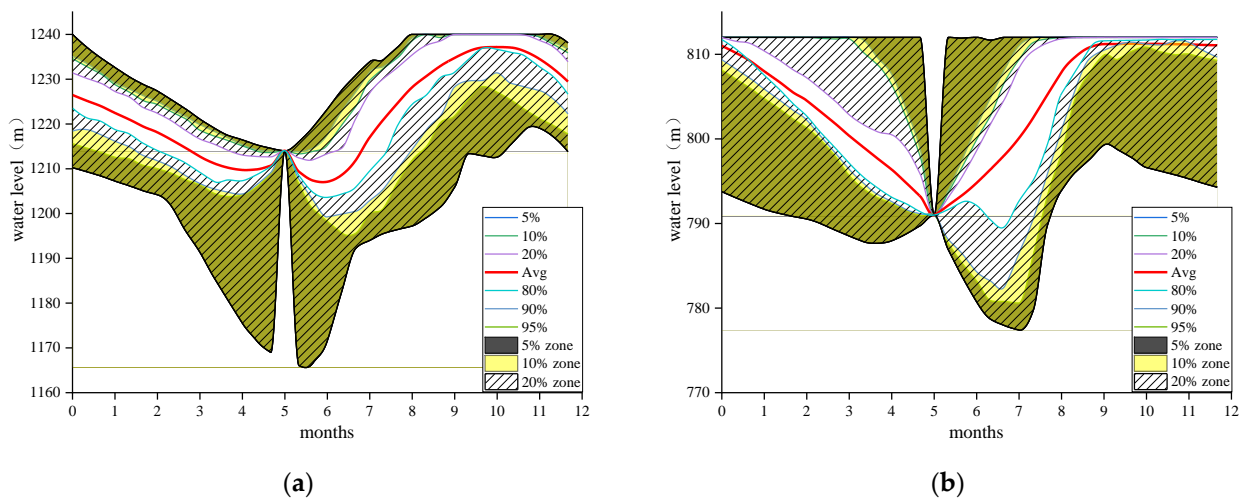 1240
1230
1220
1210
1200
1190
1180
1170
1160
water level (m)
0 1 2 3 4 5 6 7 8 9 10 11 12
months
5%
10%
20%
Avg
80%
90%
95%
5% zone
10% zone
20% zone
(a)
810
800
790
780
770
water level (m)
0 1 2 3 4 5 6 7 8 9 10 11 12
months
5%
10%
20%
Avg
80%
90%
95%
5% zone
10% zone
20% zone
(b)